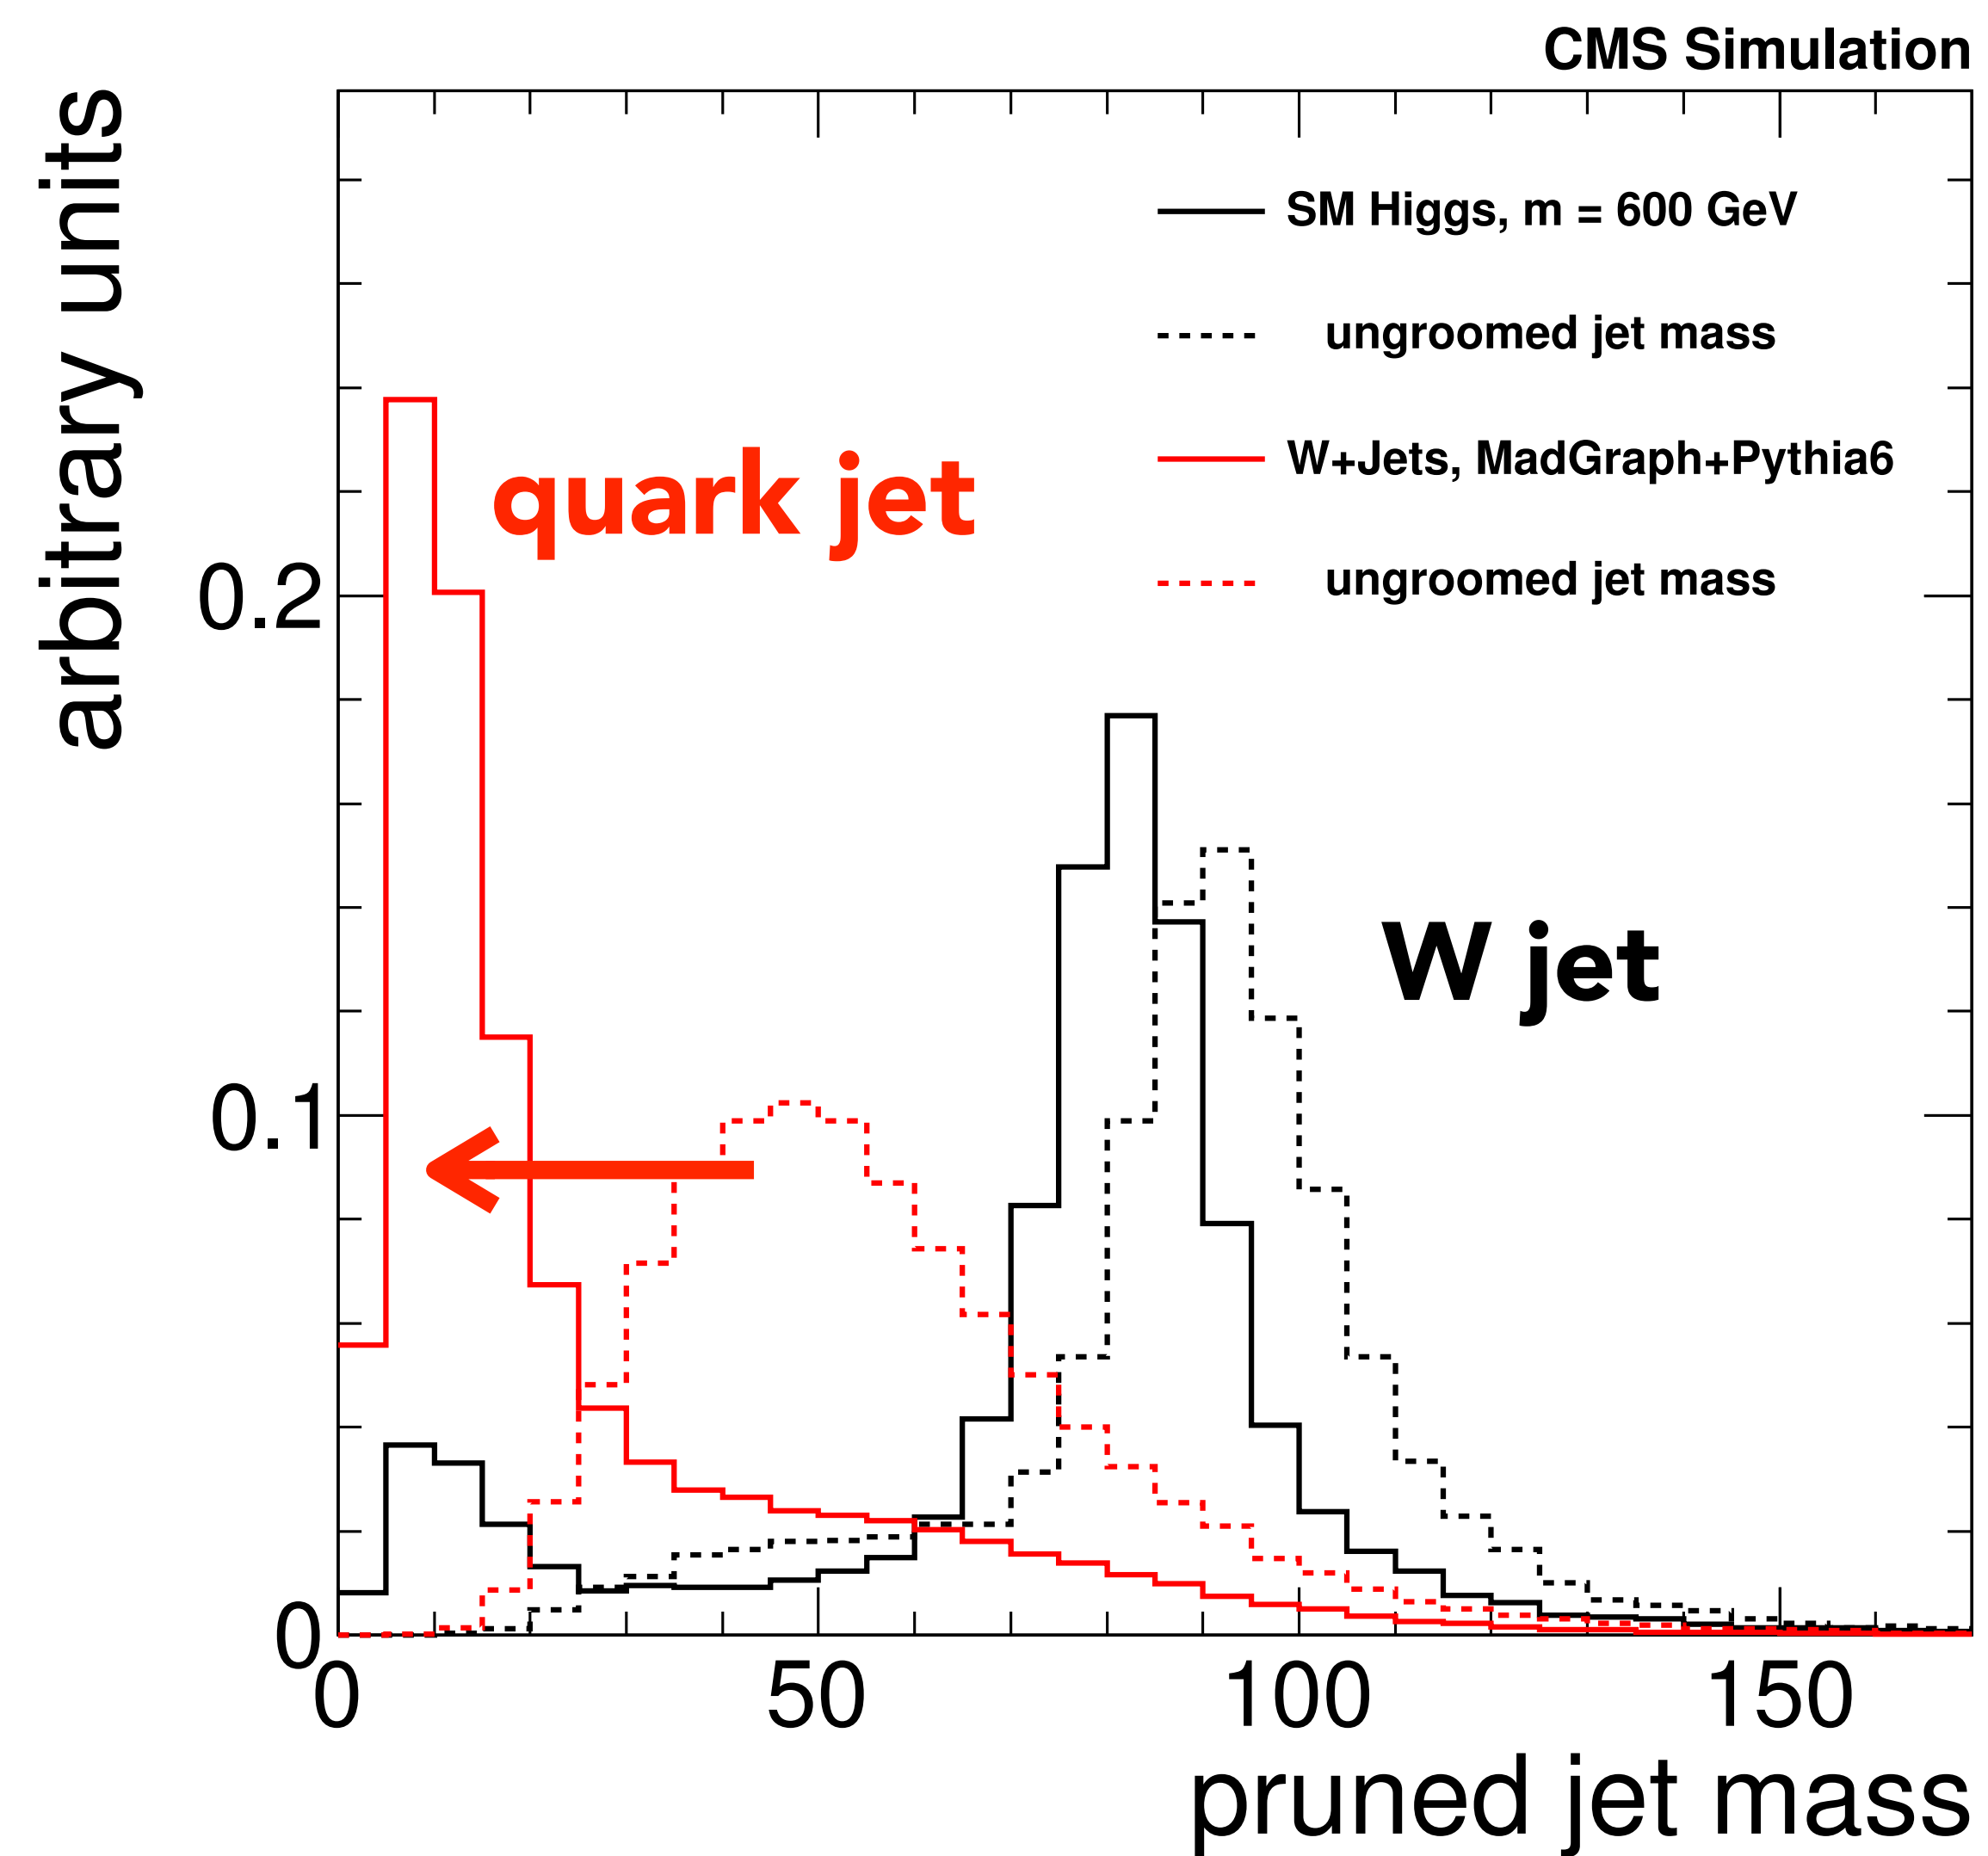 CMS Simulation
arbitrary units
SM Higgs, m = 600 GeV
ungroomed jet mass
W+Jets, MadGraph+Pythia6
ungroomed jet mass
quark jet
W jet
0.2
0.1
0
0 50 100 150
pruned jet mass